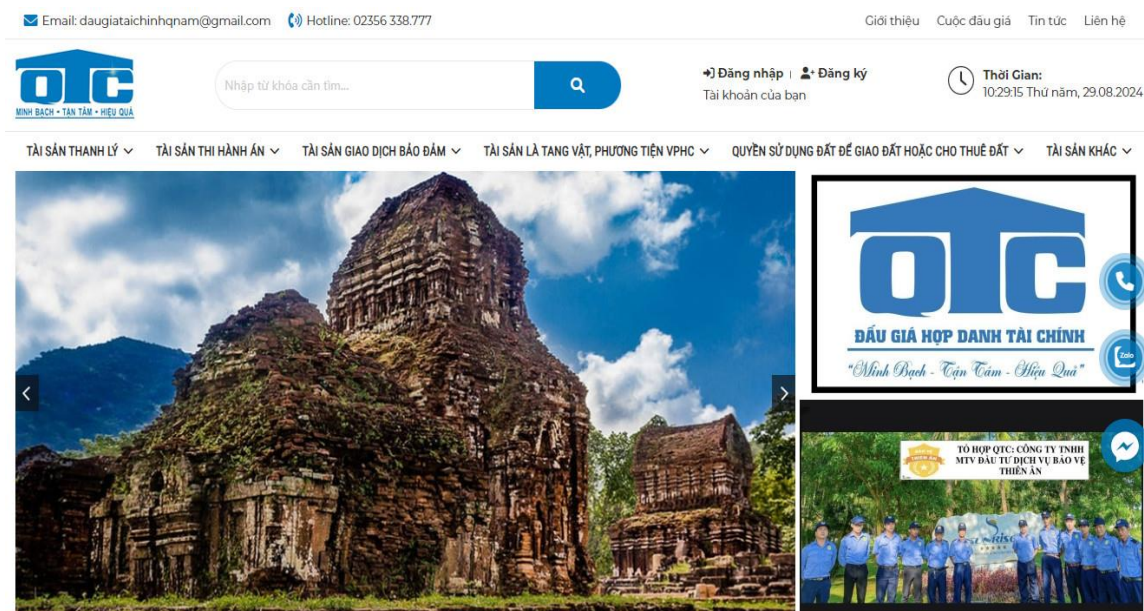 Email: daugiataichinhqnam@gmail.com
Hotline: 02356 338.777
Giới thiệu Cuộc đấu giá Tin tức Liên hệ
QTC
MINH BẠCH • TẬN TÂM • HIỆU QUẢ
Nhập từ khóa cần tìm...
Đăng nhập | Đăng ký
Tài khoản của bạn
Thời Gian:
10:29:15 Thứ năm, 29.08.2024
TÀI SẢN THANH LÝ TÀI SẢN THI HÀNH ÁN TÀI SẢN GIAO DỊCH BẢO ĐẢM TÀI SẢN LÀ TANG VẬT, PHƯƠNG TIỆN VPHC QUYỀN SỬ DỤNG ĐẤT ĐỂ GIAO ĐẤT HOẶC CHO THUÊ ĐẤT TÀI SẢN KHÁC
QTC
ĐẤU GIÁ HỢP DANH TÀI CHÍNH
"Minh Bạch - Tận Tâm - Hiệu Quả"
Zalo
TỔ HỢP QTC: CÔNG TY TNHH
MTV ĐẦU TƯ DỊCH VỤ BẢO VỆ
THIÊN ÂN